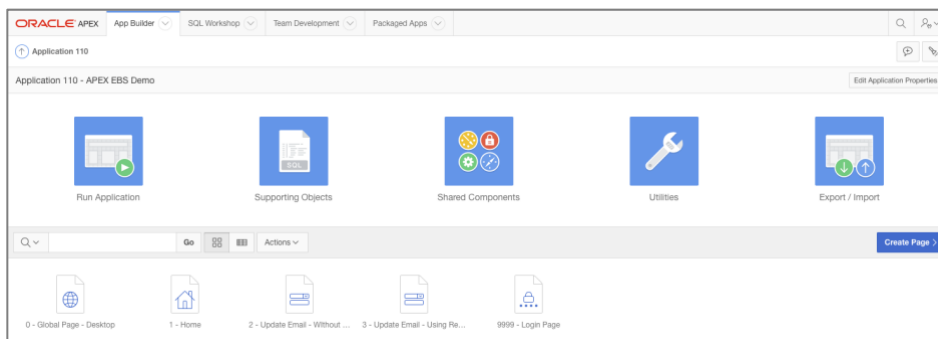 ORACLE APEX App Builder SQL Workshop Team Development Packaged Apps
Application 110
Application 110 - APEX EBS Demo Edit Application Properties
SQL
Run Application Supporting Objects Shared Components Utilities Export / Import
Go Actions Create Page
0 - Global Page - Desktop 1 - Home 2 - Update Email - Without ... 3 - Update Email - Using Re... 9999 - Login Page